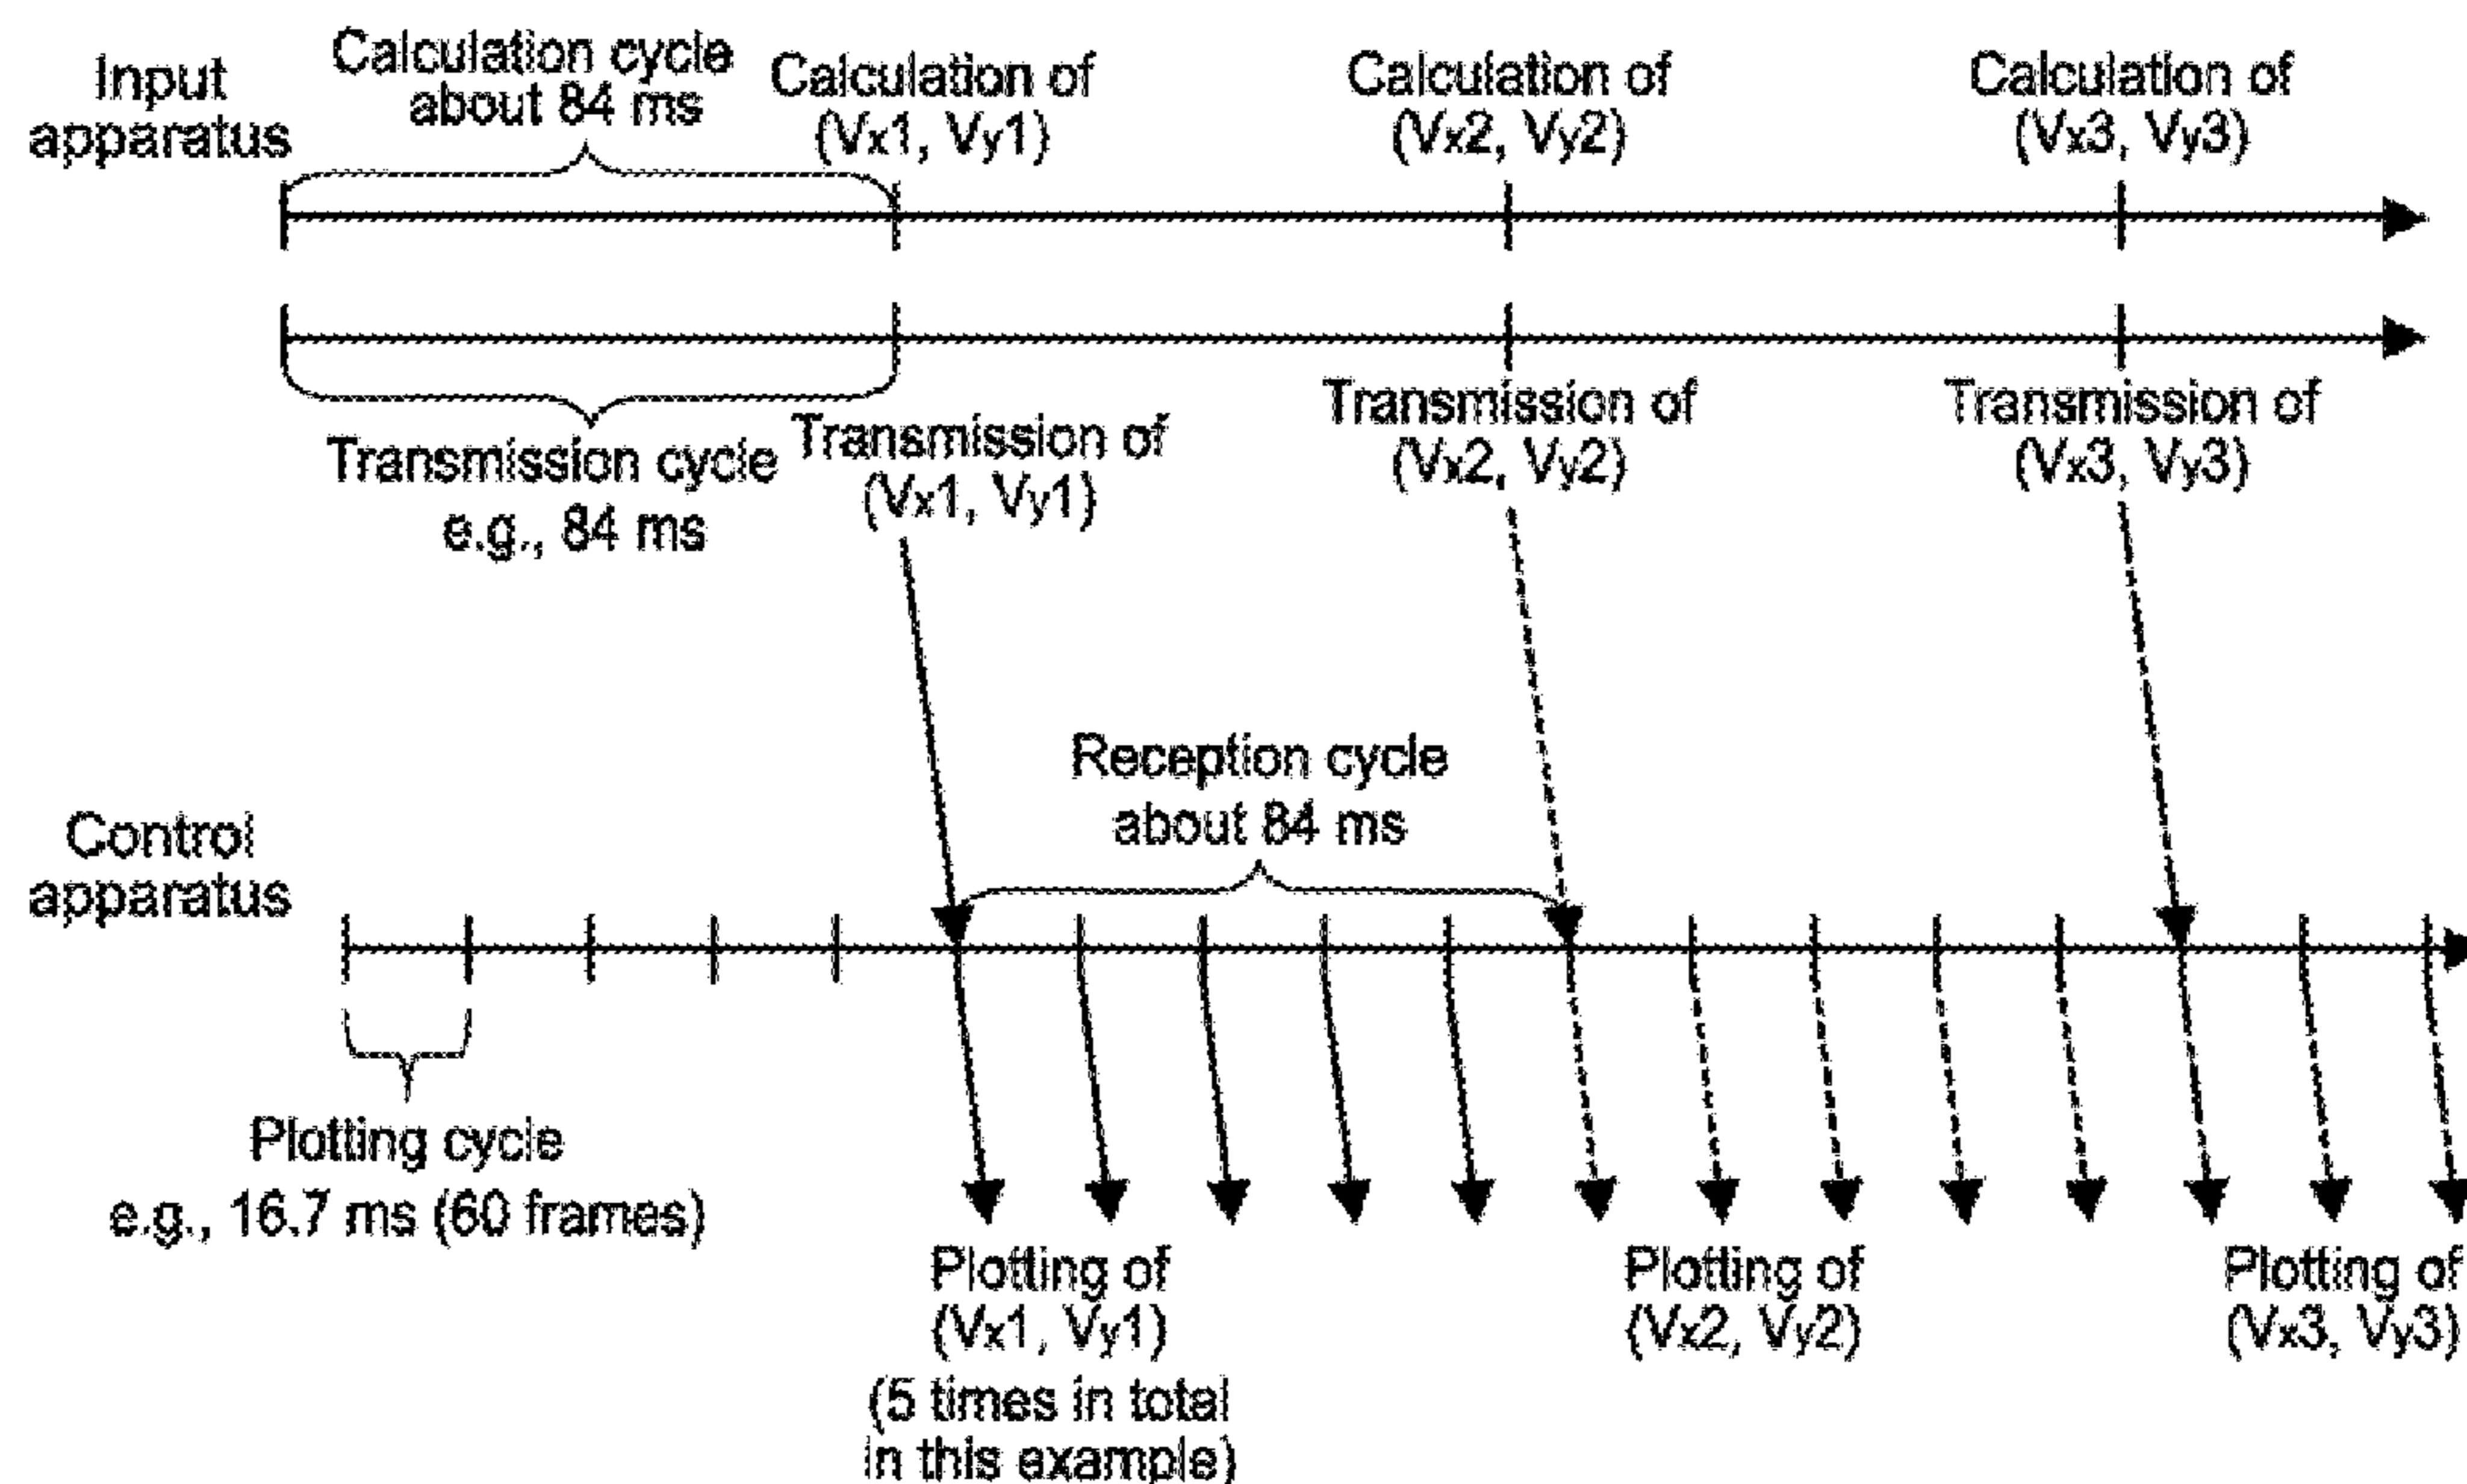 Input
apparatus
Calculation cycle
about 84 ms
Calculation of
(Vx1, Vy1)
Calculation of
(Vx2, Vy2)
Calculation of
(Vx3, Vy3)
Transmission cycle
e.g., 84 ms
Transmission of
(Vx1, Vy1)
Transmission of
(Vx2, Vy2)
Transmission of
(Vx3, Vy3)
Reception cycle
about 84 ms
Control
apparatus
Plotting cycle
e.g., 16.7 ms (60 frames)
Plotting of
(Vx1, Vy1)
(5 times in total
in this example)
Plotting of
(Vx2, Vy2)
Plotting of
(Vx3, Vy3)